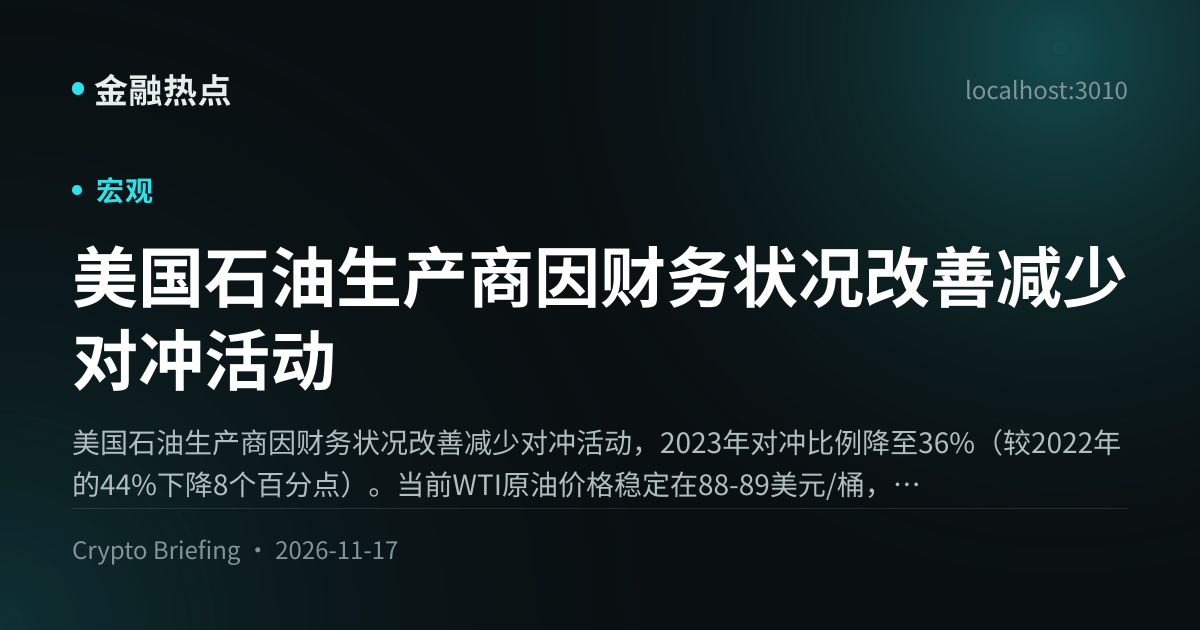 金融热点
localhost:3010
宏观
美国石油生产商因财务状况改善减少
对冲活动
美国石油生产商因财务状况改善减少对冲活动，2023年对冲比例降至36%（较2022年
的44%下降8个百分点）。当前WTI原油价格稳定在88-89美元/桶，…
Crypto Briefing · 2026-11-17